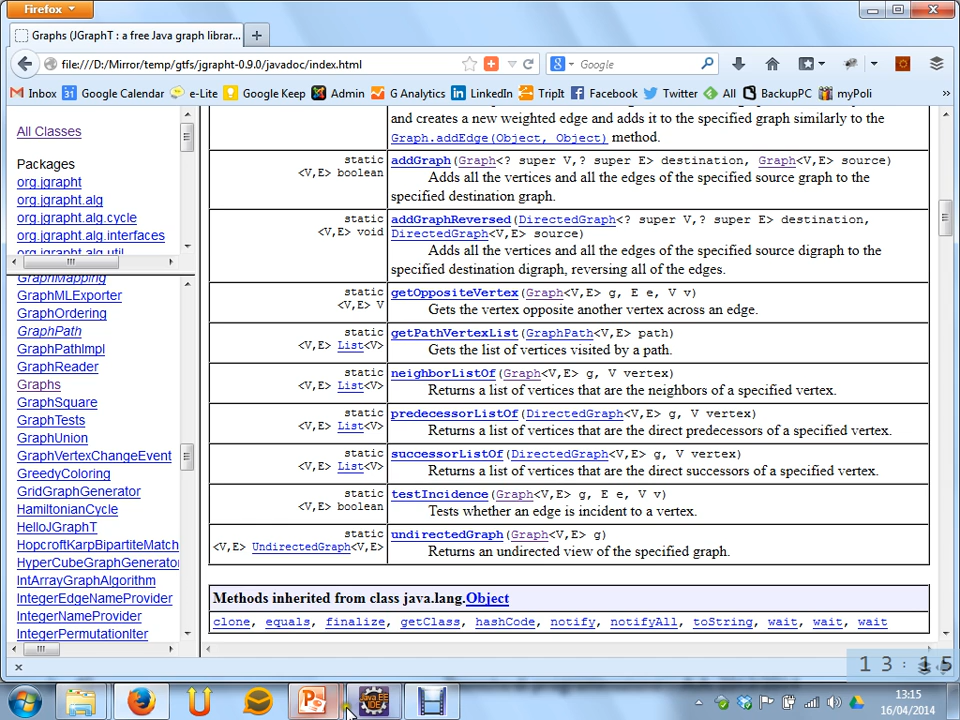 Firefox
Graphs (JGraphT : a free Java graph librar...
file:///D:/Mirror/temp/gtfs/jgrapht-0.9.0/javadoc/index.html
Google
Inbox Google Calendar e-Lite Google Keep Admin G Analytics LinkedIn TripIt Facebook Twitter All BackupPC myPoli »
All Classes
Packages
org.jgrapht
org.jgrapht.alg
org.jgrapht.alg.cycle
org.jgrapht.alg.interfaces
org.jgrapht.alg.util
GraphMapping
GraphMLExporter
GraphOrdering
GraphPath
GraphPathImpl
GraphReader
Graphs
GraphSquare
GraphTests
GraphUnion
GraphVertexChangeEvent
GreedyColoring
GridGraphGenerator
HamiltonianCycle
HelloJGraphT
HopcroftKarpBipartiteMatch
HyperCubeGraphGenerator
IntArrayGraphAlgorithm
IntegerEdgeNameProvider
IntegerNameProvider
IntegerPermutationIter
and creates a new weighted edge and adds it to the specified graph similarly to the
Graph.addEdge(Object, Object) method.
static addGraph(Graph<? super V,? super E> destination, Graph<V,E> source)
<V,E> boolean Adds all the vertices and all the edges of the specified source graph to the
specified destination graph.
static addGraphReversed(DirectedGraph<? super V,? super E> destination,
<V,E> void DirectedGraph<V,E> source)
Adds all the vertices and all the edges of the specified source digraph to the
specified destination digraph, reversing all of the edges.
static getOppositeVertex(Graph<V,E> g, E e, V v)
<V,E> V Gets the vertex opposite another vertex across an edge.
static getPathVertexList(GraphPath<V,E> path)
<V,E> List<V> Gets the list of vertices visited by a path.
static neighborListOf(Graph<V,E> g, V vertex)
<V,E> List<V> Returns a list of vertices that are the neighbors of a specified vertex.
static predecessorListOf(DirectedGraph<V,E> g, V vertex)
<V,E> List<V> Returns a list of vertices that are the direct predecessors of a specified vertex.
static successorListOf(DirectedGraph<V,E> g, V vertex)
<V,E> List<V> Returns a list of vertices that are the direct successors of a specified vertex.
static testIncidence(Graph<V,E> g, E e, V v)
<V,E> boolean Tests whether an edge is incident to a vertex.
static undirectedGraph(Graph<V,E> g)
<V,E> UndirectedGraph<V,E> Returns an undirected view of the specified graph.
Methods inherited from class java.lang.Object
clone, equals, finalize, getClass, hashCode, notify, notifyAll, toString, wait, wait, wait
13:15
Java EE
IDE
13:15
16/04/2014